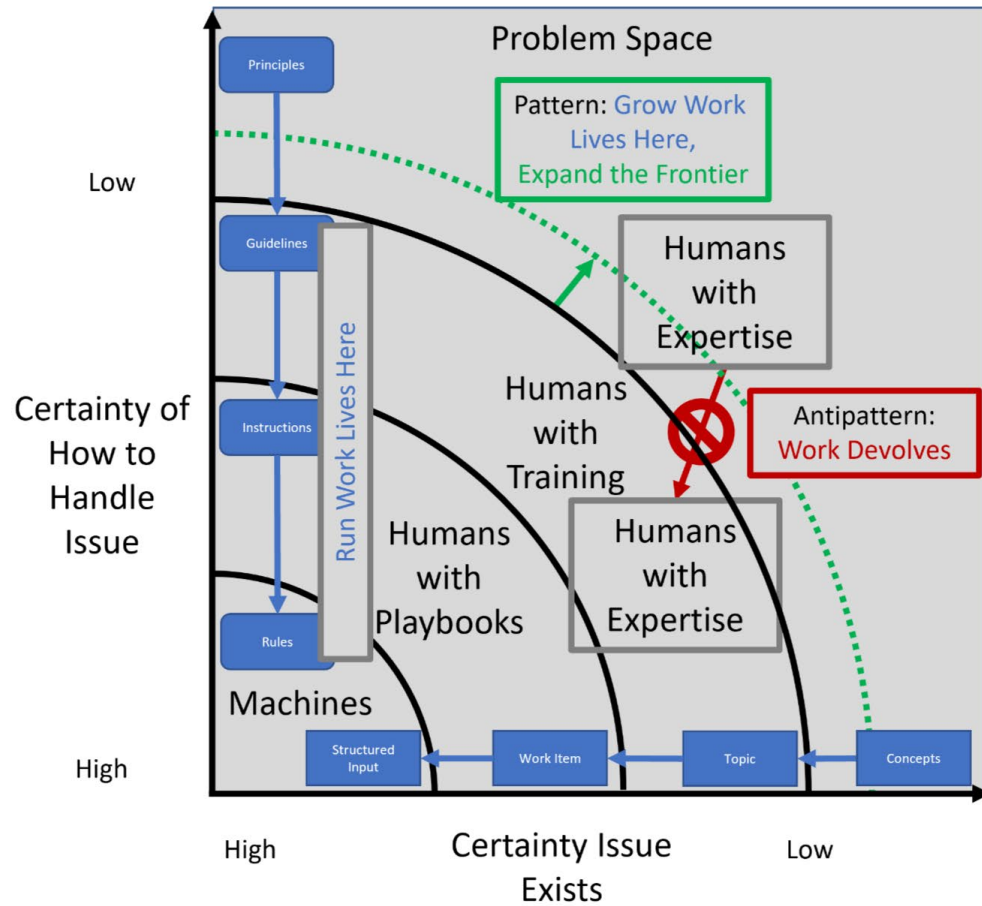 Problem Space
Principles
Pattern: Grow Work
Lives Here,
Expand the Frontier
Low
Guidelines
Humans
with
Expertise
Run Work Lives Here
Certainty of
How to
Handle
Issue
Instructions
Humans
with
Training
Antipattern:
Work Devolves
Humans
with
Playbooks
Humans
with
Expertise
Rules
Machines
High
Structured
Input
Work Item
Topic
Concepts
High
Certainty Issue
Exists
Low